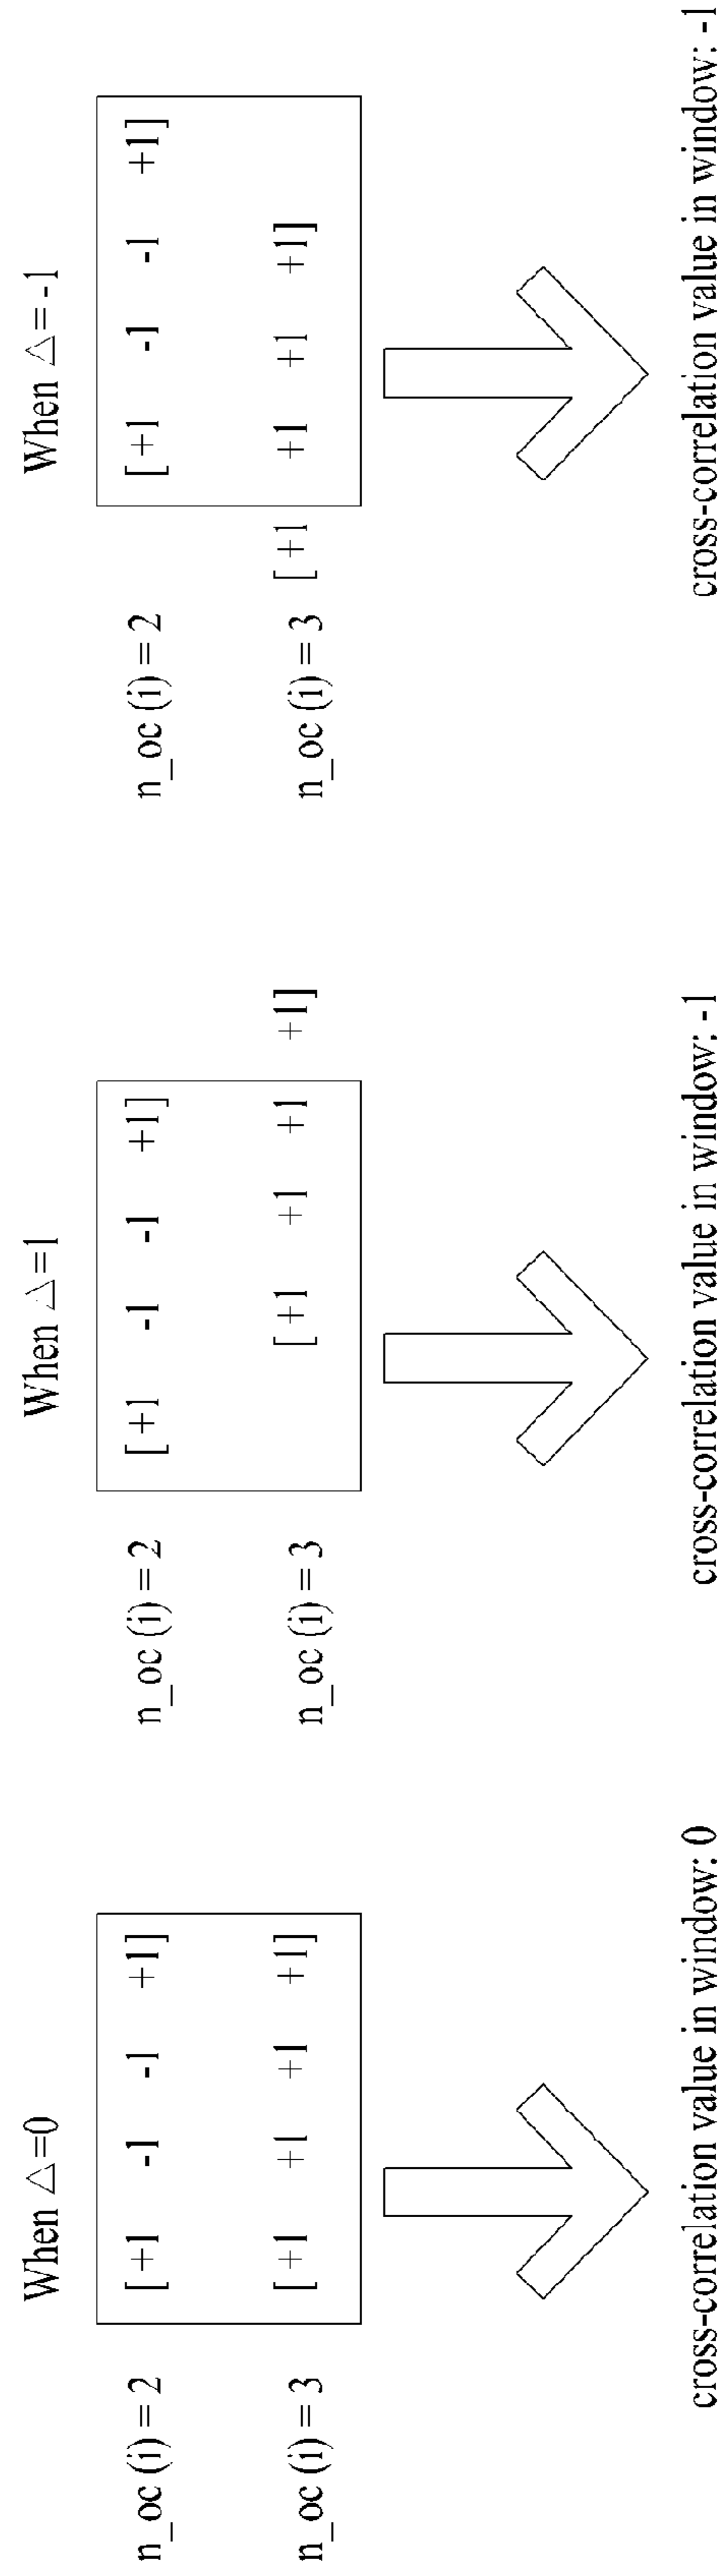 When △=0
n_oc (i) = 2 [+1 -1 -1 +1]
n_oc (i) = 3 [+1 +1 +1 +1]
cross-correlation value in window: 0
When △=1
n_oc (i) = 2 [+1 -1 -1 +1]
n_oc (i) = 3 [+1 +1 +1 +1]
cross-correlation value in window: -1
When △= -1
n_oc (i) = 2 [+1 -1 -1 +1]
n_oc (i) = 3 [+1 +1 +1 +1]
cross-correlation value in window: -1